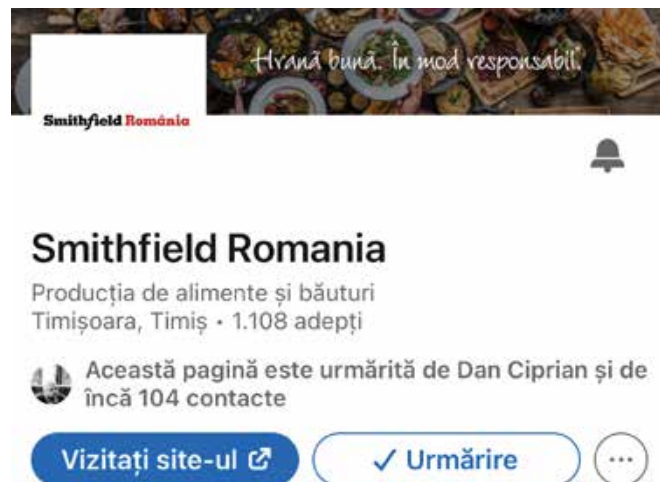 Hrană bună. În mod responsabil.
Smithfield România
Smithfield Romania
Producția de alimente și băuturi
Timișoara, Timiș • 1.108 adepți
Această pagină este urmărită de Dan Ciprian și de
încă 104 contacte
Vizitați site-ul
✓ Urmărire